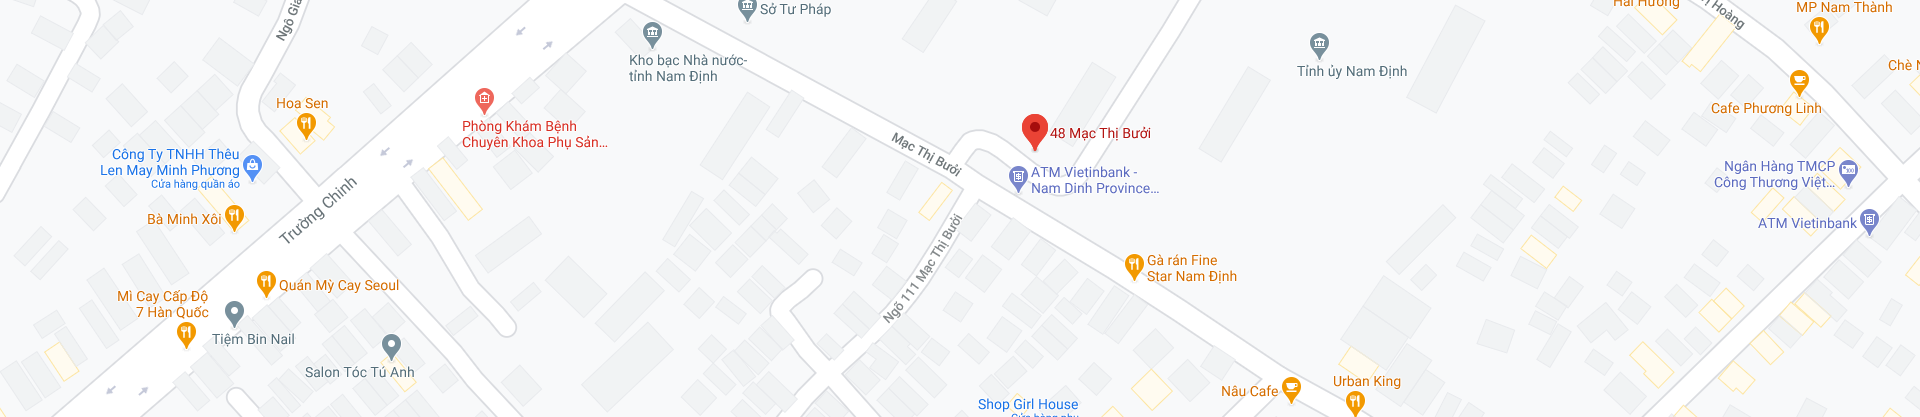 Ngô Gia
Sở Tư Pháp
Kho bạc Nhà nước-
tỉnh Nam Định
Hoa Sen
Phòng Khám Bệnh
Chuyên Khoa Phụ Sản...
Công Ty TNHH Thêu
Len May Minh Phương
Cửa hàng quần áo
Bà Minh Xôi
Trường Chinh
Quán Mỳ Cay Seoul
Mì Cay Cấp Độ
7 Hàn Quốc
Tiệm Bin Nail
Salon Tóc Tú Anh
Mạc Thị Bưởi
48 Mạc Thị Bưởi
ATM Vietinbank -
Nam Dinh Province...
Ngõ 111 Mạc Thị Bưởi
Gà rán Fine
Star Nam Định
Nâu Cafe
Urban King
Shop Girl House
Tỉnh ủy Nam Định
Hải Hường
Hoàng
MP Nam Thành
Chè
Cafe Phương Linh
Ngân Hàng TMCP
Công Thương Việt...
ATM Vietinbank